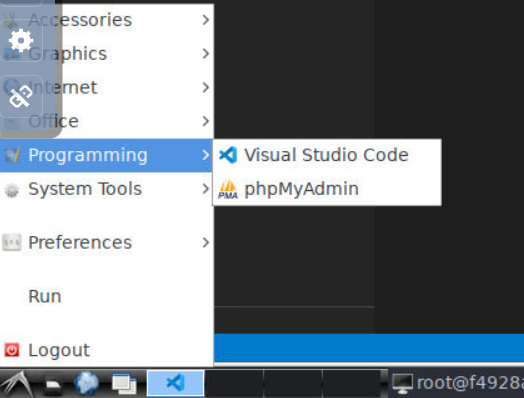 Accessories
Graphics
Internet
Office
Programming
Visual Studio Code
PMA phpMyAdmin
System Tools
Preferences
Run
Logout
root@f4928a